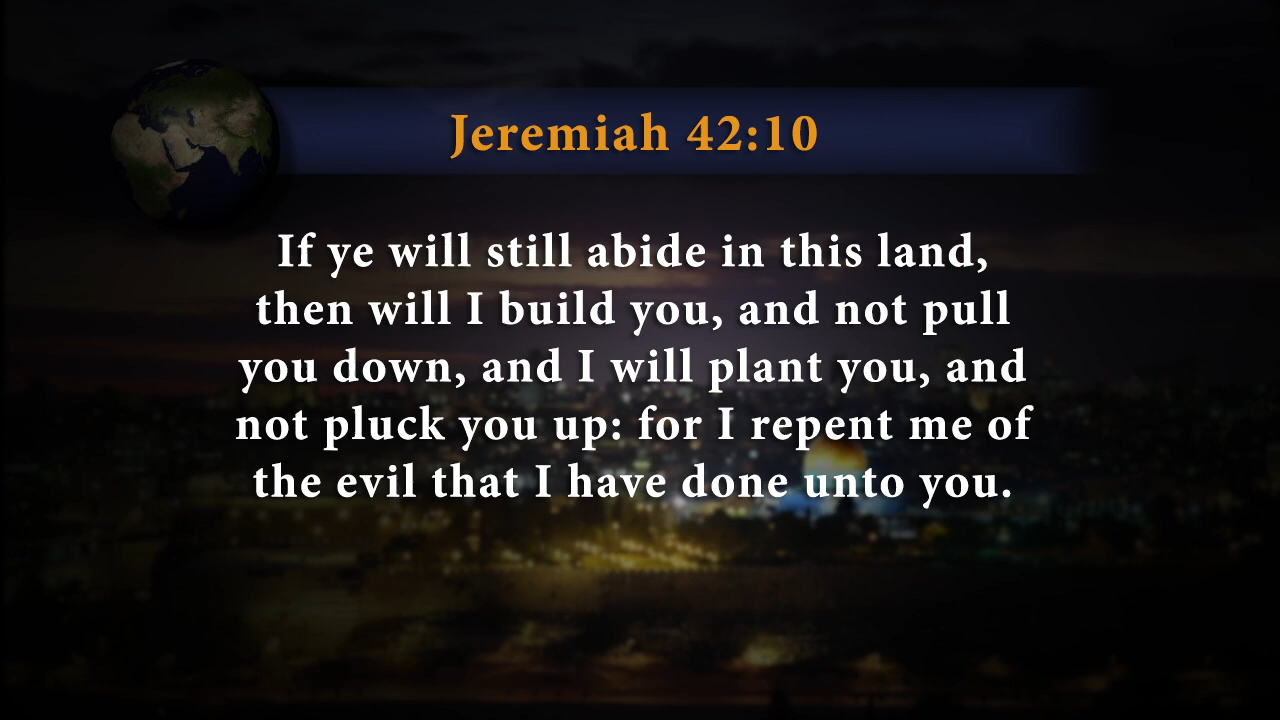 Jeremiah 42:10
If ye will still abide in this land,
then will I build you, and not pull
you down, and I will plant you, and
not pluck you up: for I repent me of
the evil that I have done unto you.